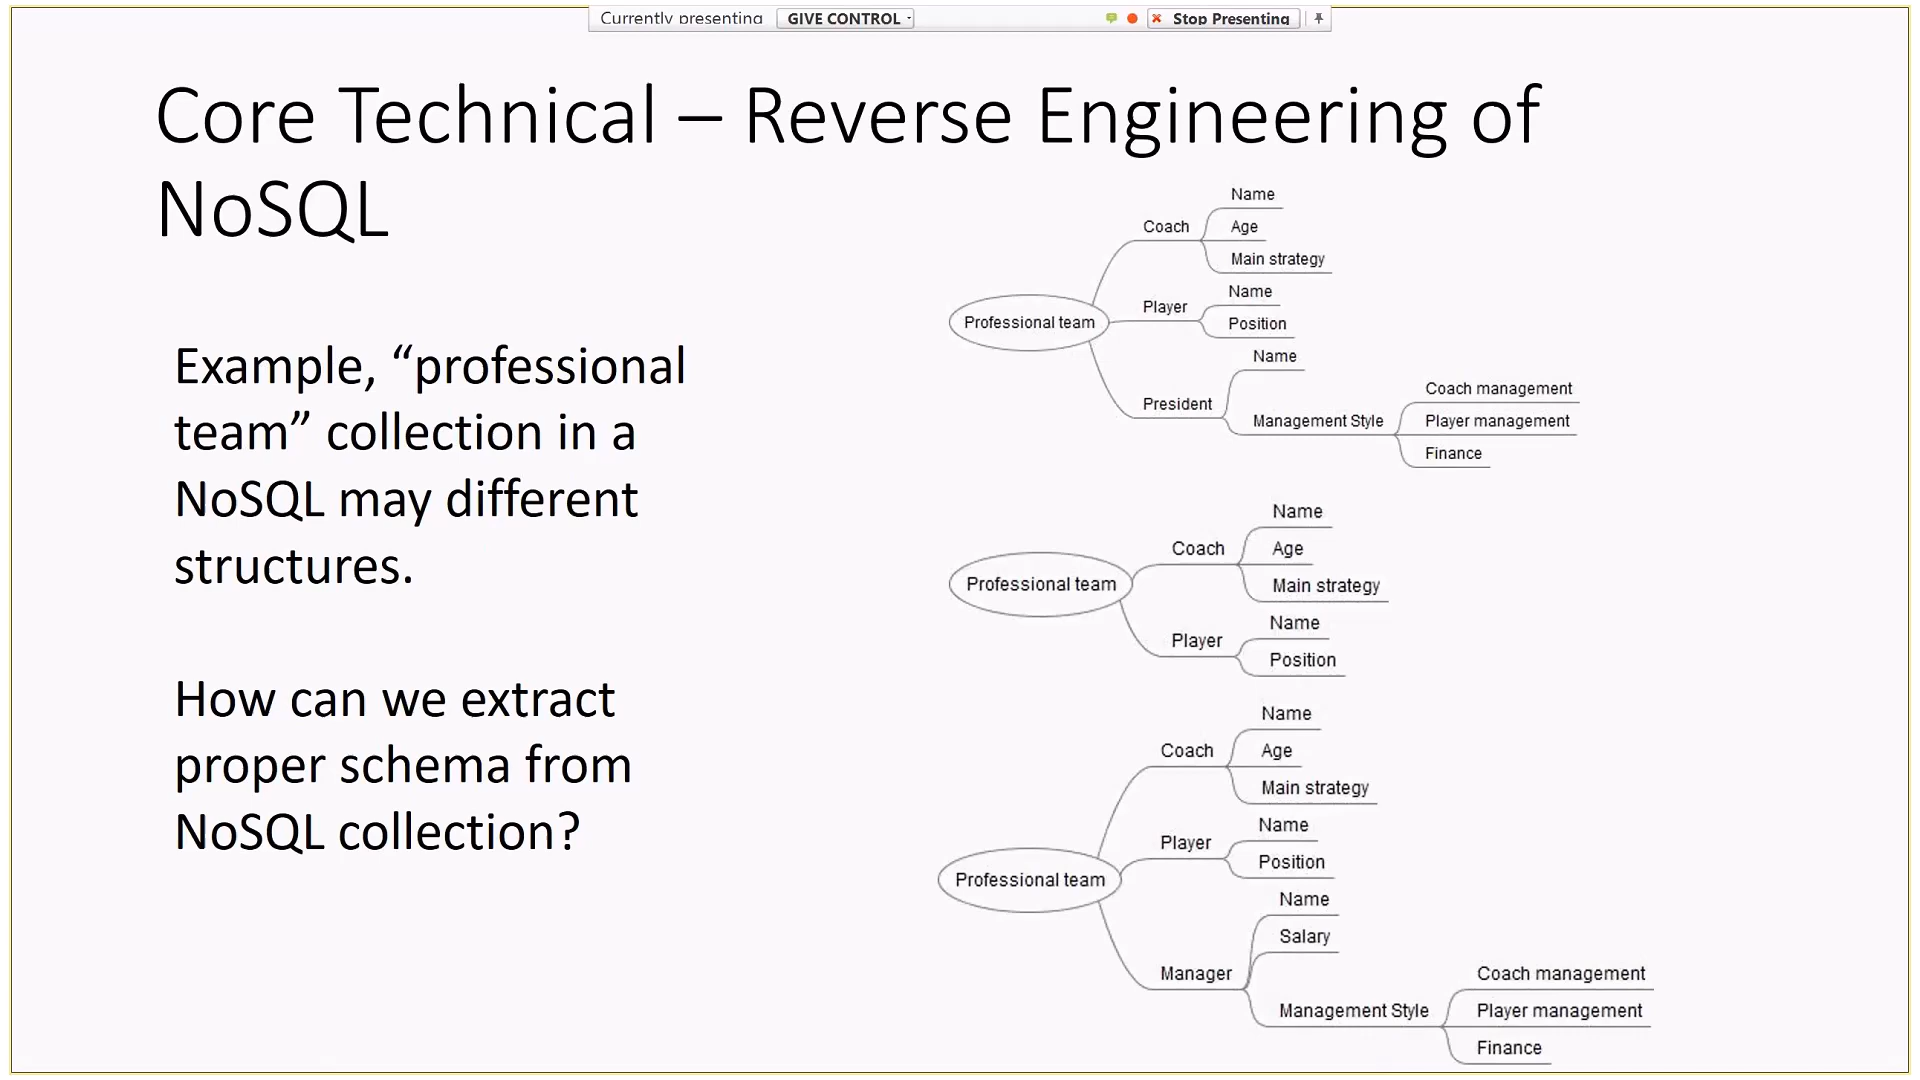 Currently presenting GIVE CONTROL Stop Presenting
Core Technical – Reverse Engineering of
NoSQL
Example, “professional
team” collection in a
NoSQL may different
structures.
How can we extract
proper schema from
NoSQL collection?
Professional team
Coach
Name
Age
Main strategy
Player
Name
Position
President
Name
Management Style
Coach management
Player management
Finance
Professional team
Coach
Name
Age
Main strategy
Player
Name
Position
Professional team
Coach
Name
Age
Main strategy
Player
Name
Position
Manager
Name
Salary
Management Style
Coach management
Player management
Finance